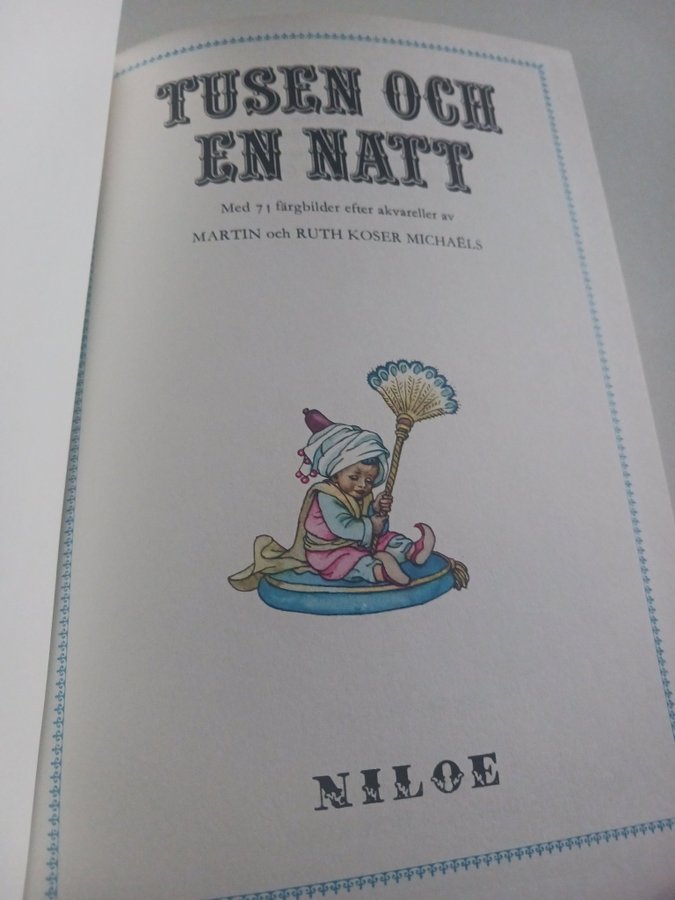 TUSEN OCH
EN NATT
Med 71 färgbilder efter akvareller av
MARTIN och RUTH KOSER MICHAËLS
NILOE